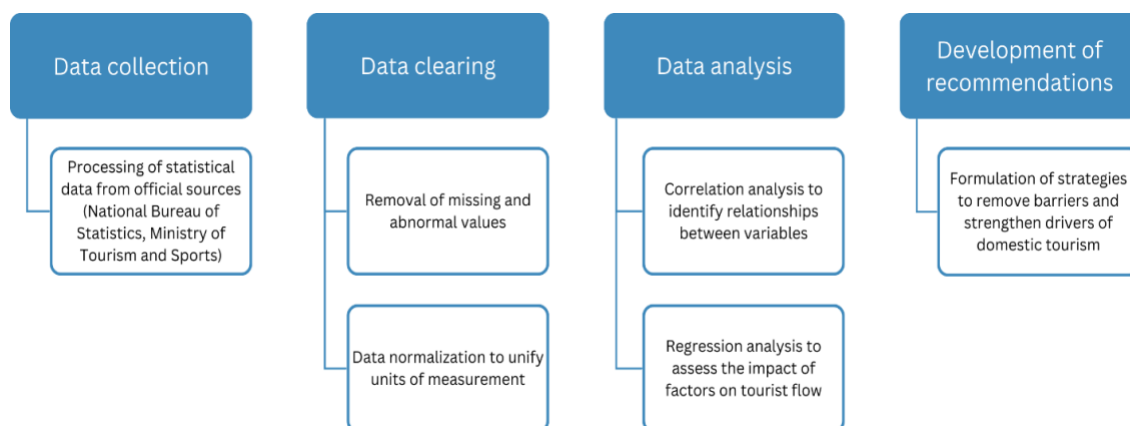 Data collection
Processing of statistical
data from official sources
(National Bureau of
Statistics, Ministry of
Tourism and Sports)
Data clearing
Removal of missing and
abnormal values
Data normalization to unify
units of measurement
Data analysis
Correlation analysis to
identify relationships
between variables
Regression analysis to
assess the impact of
factors on tourist flow
Development of
recommendations
Formulation of strategies
to remove barriers and
strengthen drivers of
domestic tourism